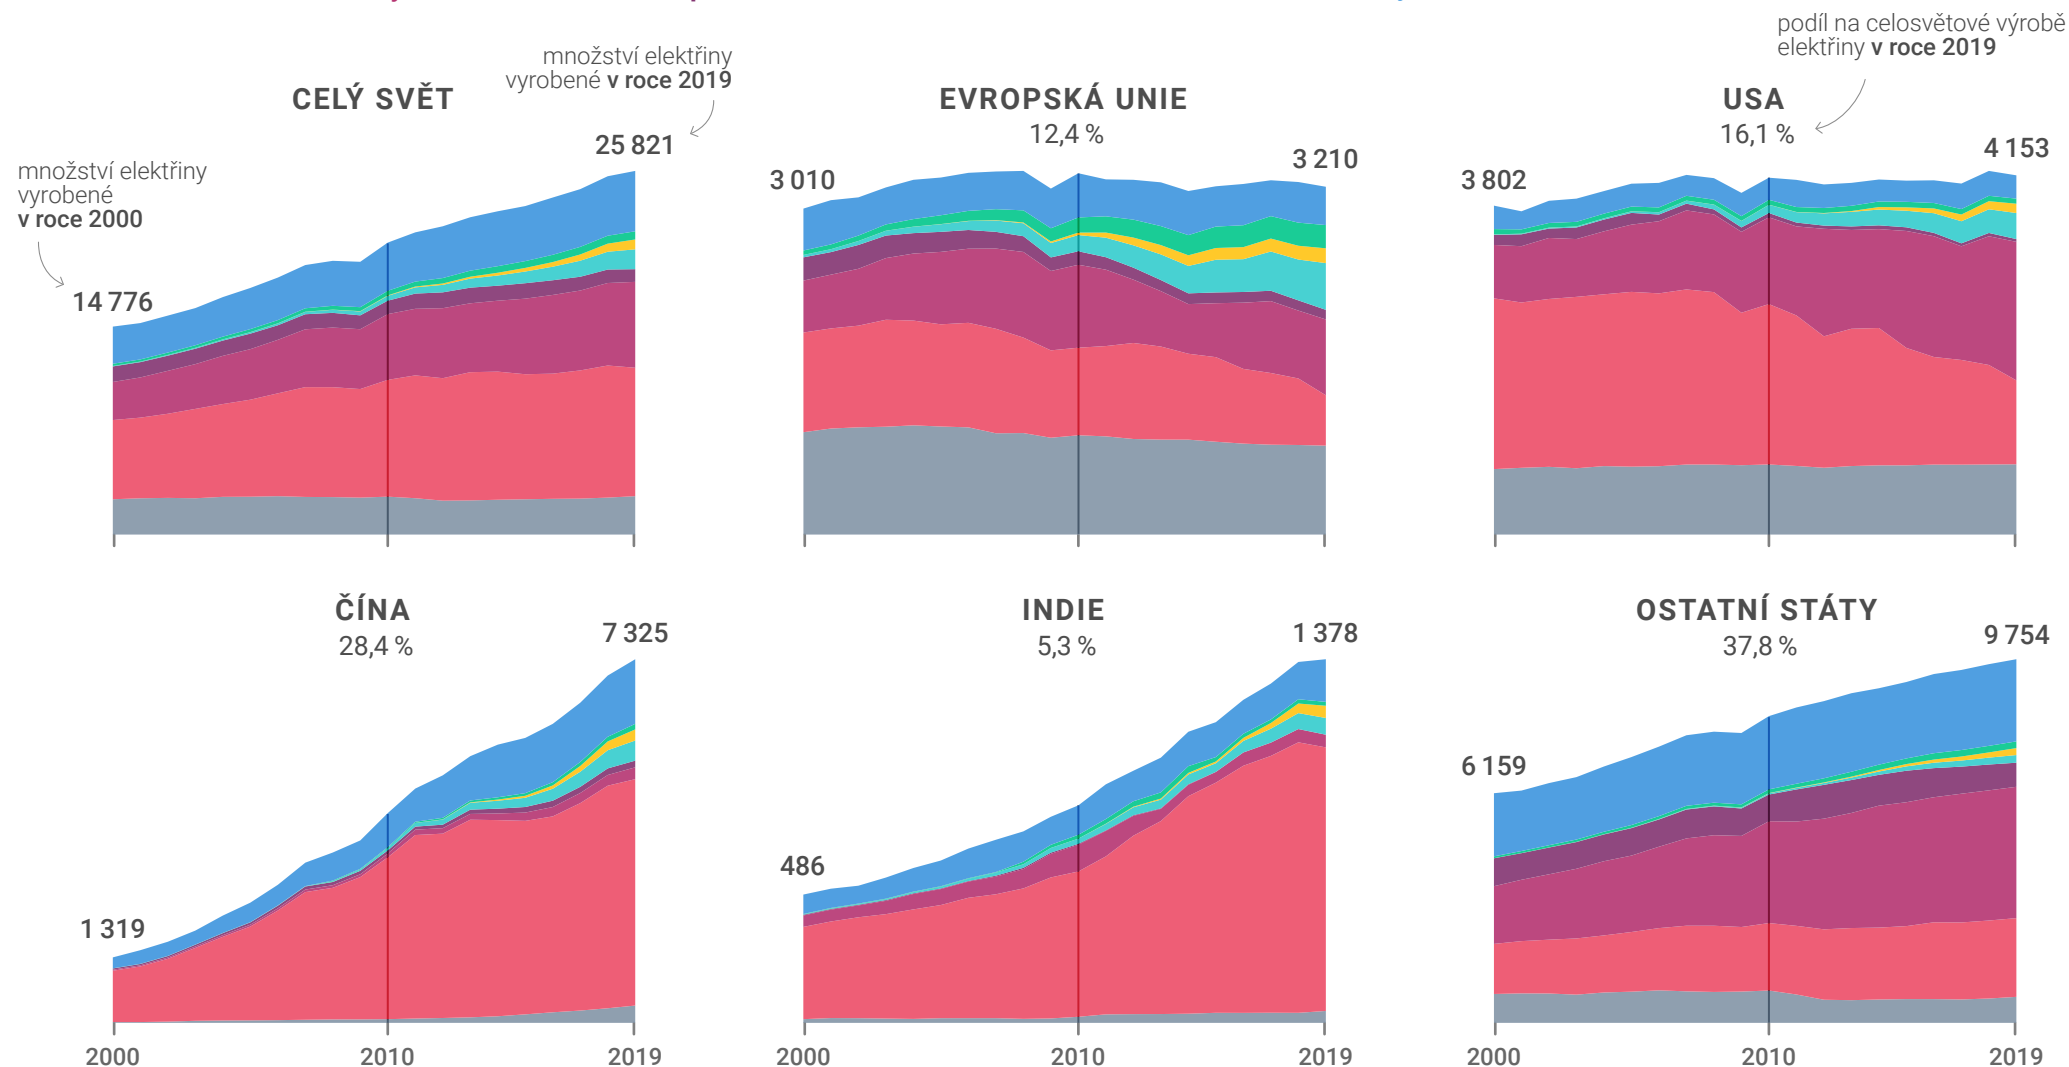 podíl na celosvětové výrobě
elektřiny v roce 2019
množství elektřiny
vyrobené v roce 2019
CELÝ SVĚT
25 821
množství elektřiny
vyrobené
v roce 2000
14 776
EVROPSKÁ UNIE
12,4 %
3 010
3 210
USA
16,1 %
3 802
4 153
ČÍNA
28,4 %
1 319
7 325
2000
2010
2019
INDIE
5,3 %
486
1 378
2000
2010
2019
OSTATNÍ STÁTY
37,8 %
6 159
9 754
2000
2010
2019